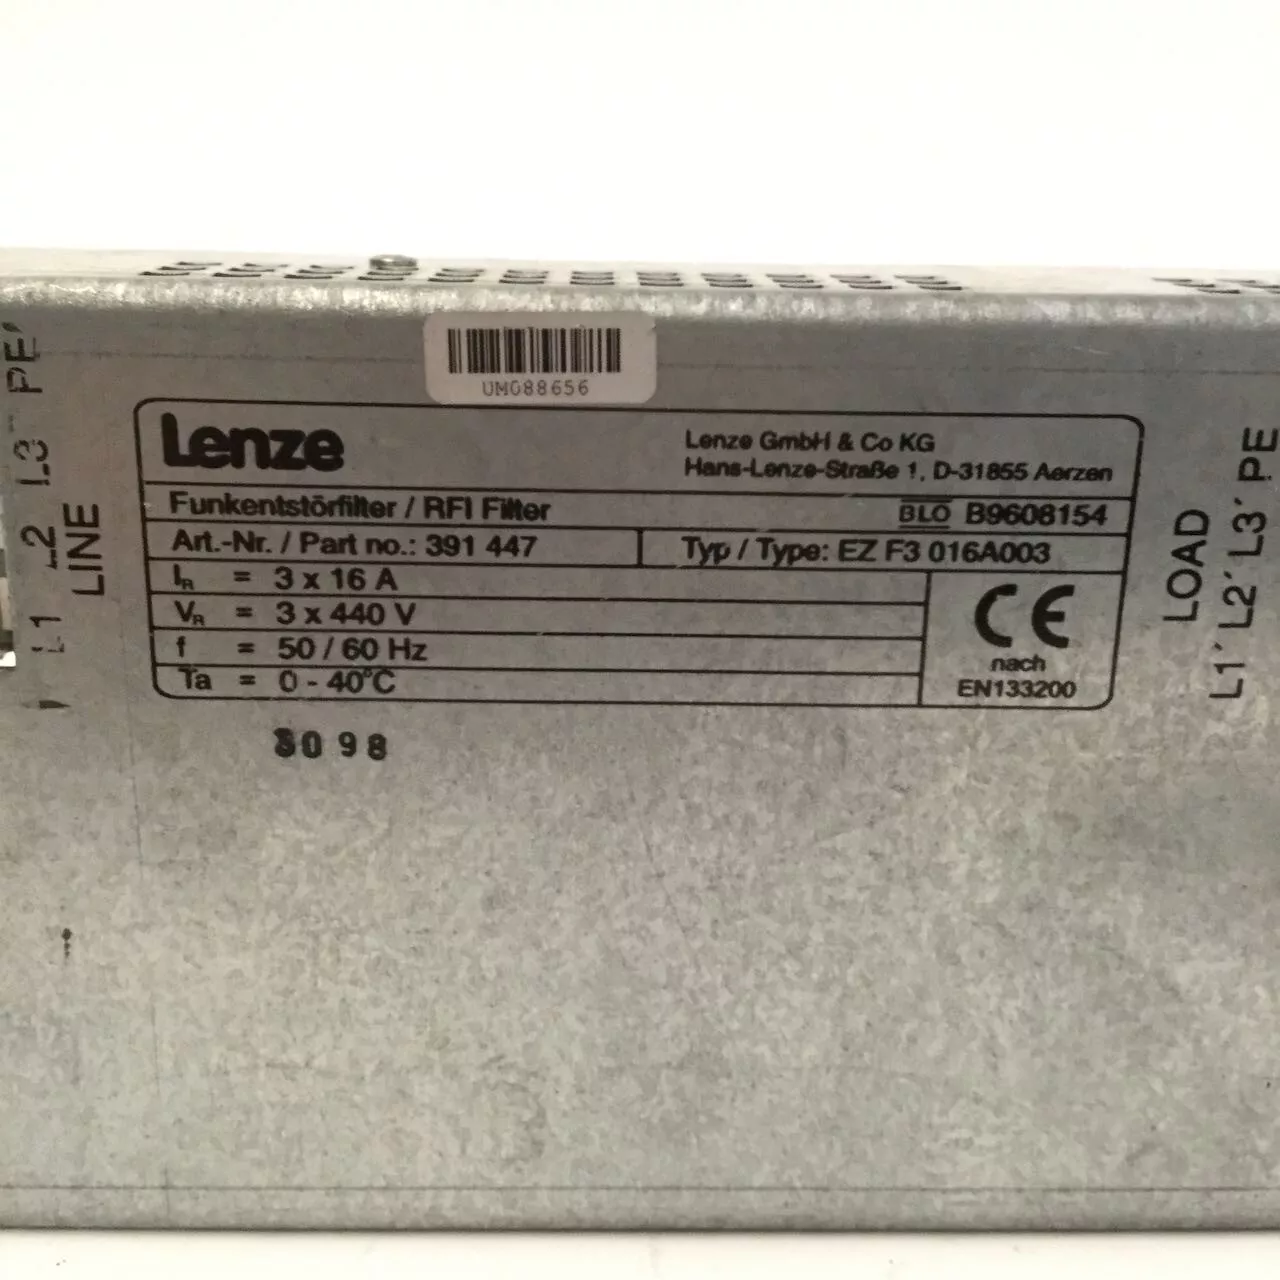 UM088656
Lenze
Lenze GmbH & Co KG
Hans-Lenze-Straße 1, D-31855 Aerzen
Funkentstörfilter / RFI Filter
BLO B9608154
Art.-Nr. / Part no.: 391 447
Typ / Type: EZ F3 016A003
IR = 3 x 16 A
VR = 3 x 440 V
f = 50 / 60 Hz
Ta = 0 - 40°C
CE
nach
EN133200
L1 L2 L3 PE
LINE
LOAD
L1´ L2´ L3´ PE